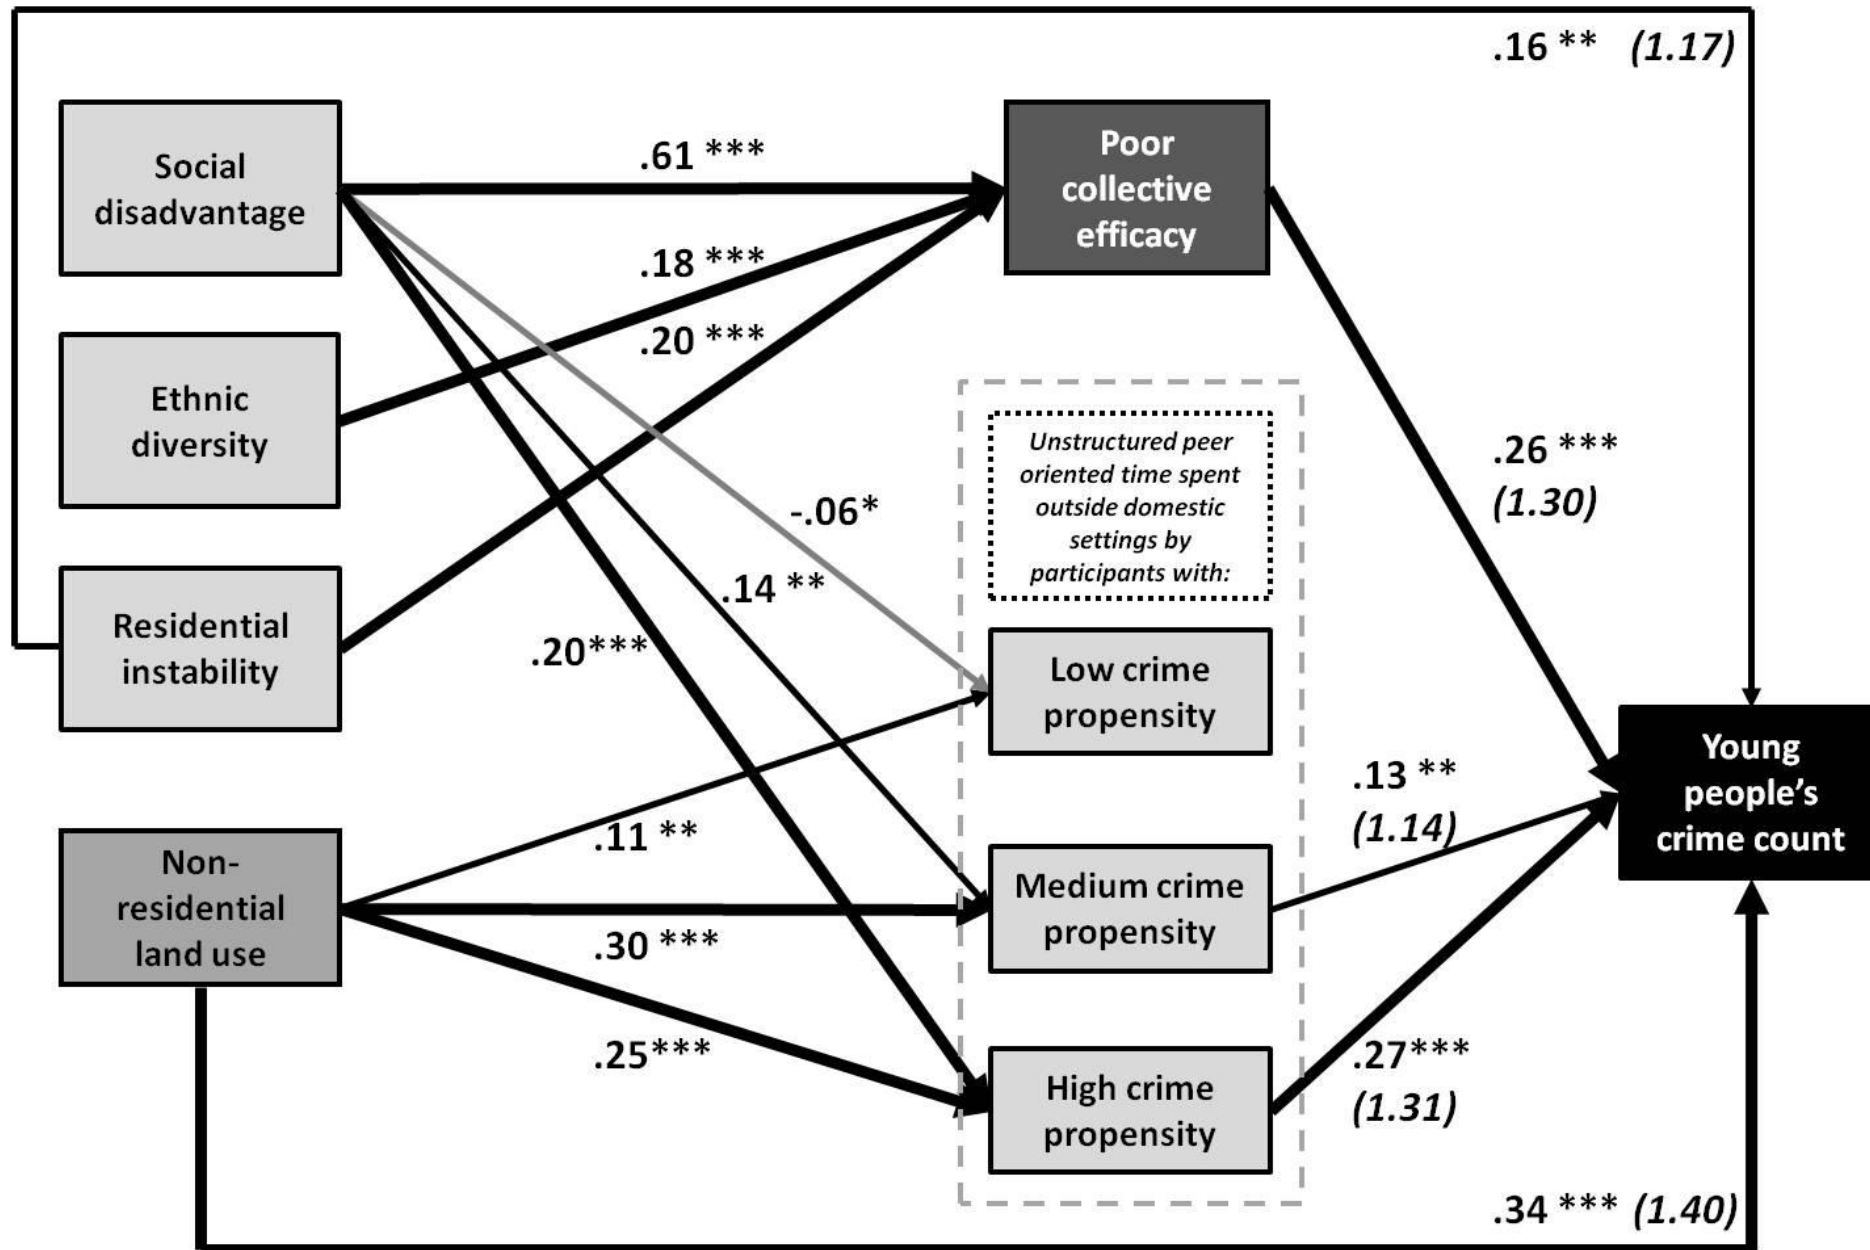 .16 ** (1.17)
Social
disadvantage
.61 ***
Poor
collective
efficacy
.18 ***
.20 ***
Ethnic
diversity
Unstructured peer
oriented time spent
outside domestic
settings by
participants with:
.26 ***
(1.30)
-.06*
.14 **
.20***
Residential
instability
Low crime
propensity
Young
people's
crime count
.13 **
(1.14)
.11 **
Non-
residential
land use
Medium crime
propensity
.30 ***
.25***
High crime
propensity
.27***
(1.31)
.34 *** (1.40)